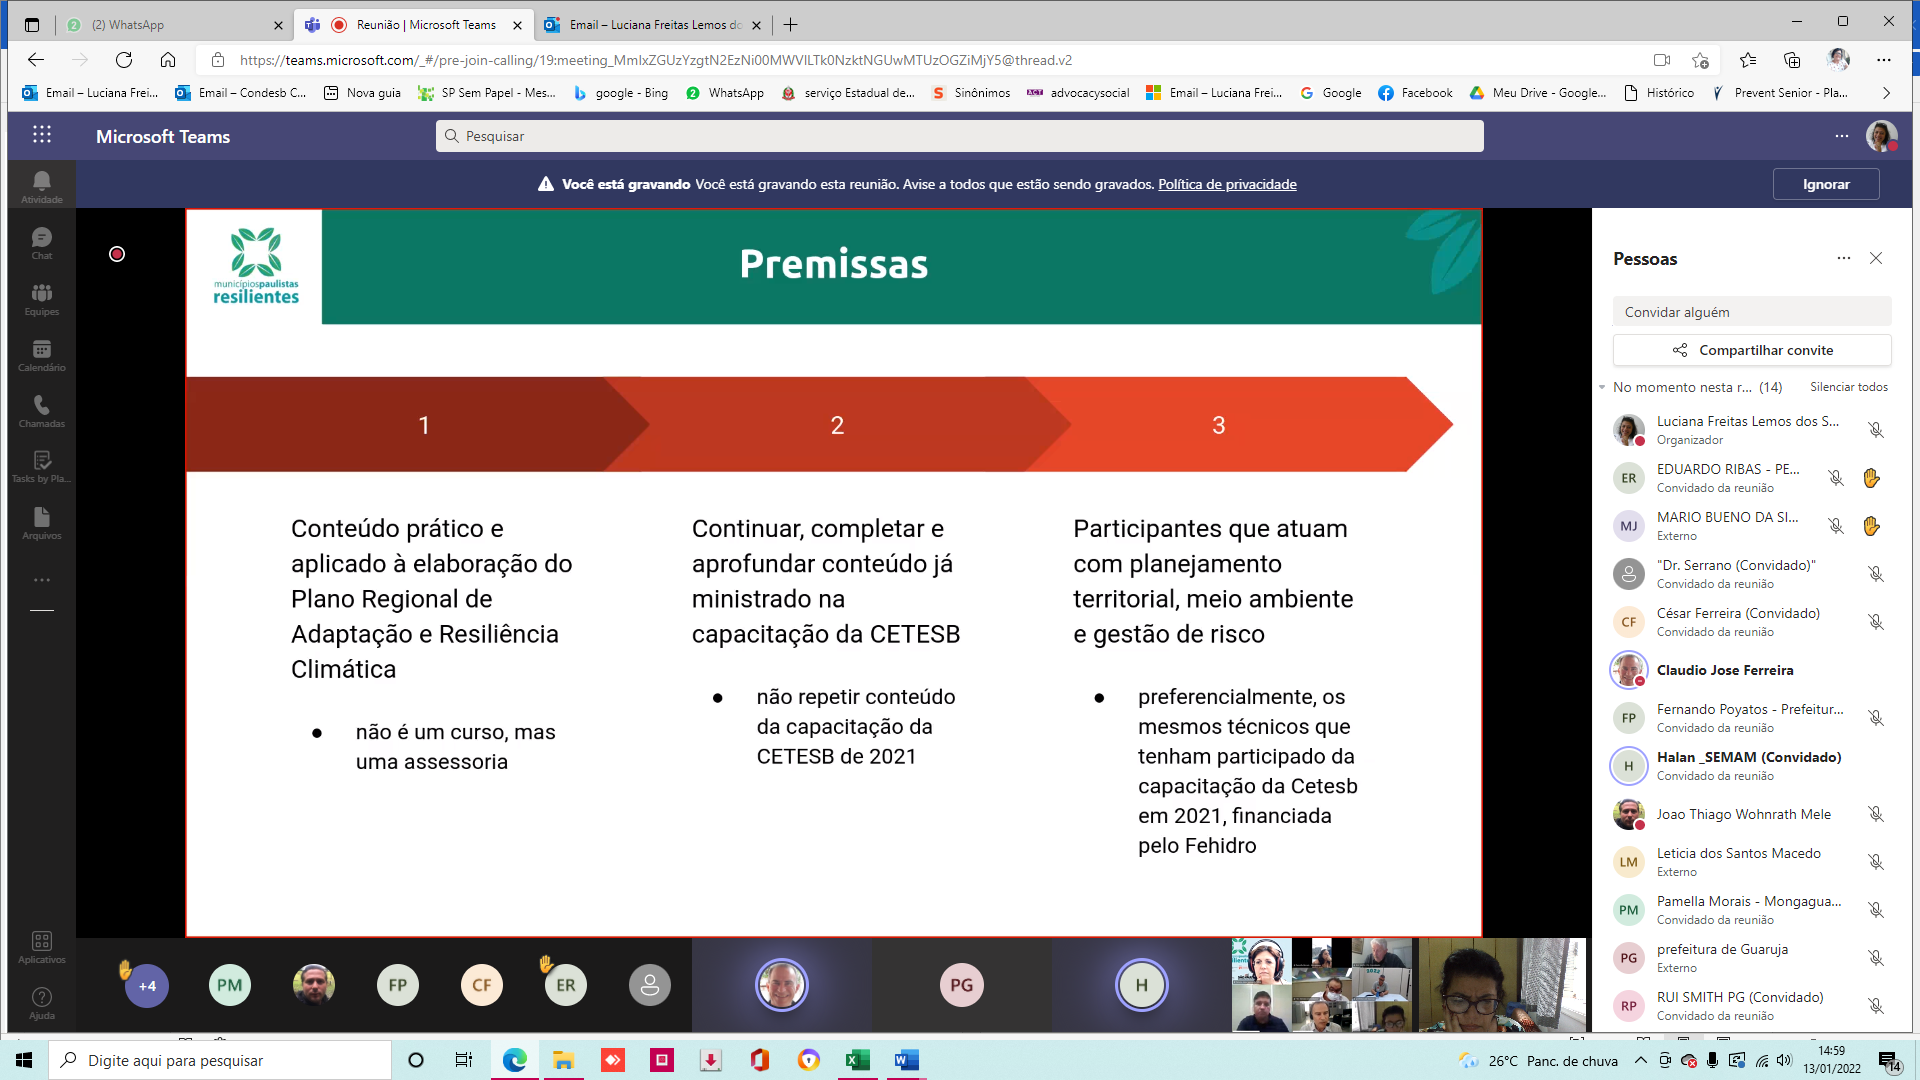 (2) WhatsApp
Reunião | Microsoft Teams
Email – Luciana Freitas Lemos do
https://teams.microsoft.com/_#/pre-join-calling/19:meeting_MmIxZGUzYzgtN2EzNi00MWVlLTk0NzktNGUwMTUzOGZiMjY5@thread.v2
Email – Luciana Frei...
Email – Condesb C...
Nova guia
SP Sem Papel - Mes...
google - Bing
WhatsApp
serviço Estadual de...
Sinônimos
advocacysocial
Email – Luciana Frei...
Google
Facebook
Meu Drive - Google...
Histórico
Prevent Senior - Pla...
Microsoft Teams
Pesquisar
Você está gravando Você está gravando esta reunião. Avise a todos que estão sendo gravados. Política de privacidade
Ignorar
Atividade
Chat
Equipes
Calendário
Chamadas
Tasks by Pla...
Arquivos
Aplicativos
Ajuda
municípiospaulistas
resilientes
Premissas
1
2
3
Conteúdo prático e
aplicado à elaboração do
Plano Regional de
Adaptação e Resiliência
Climática
● não é um curso, mas
uma assessoria
Continuar, completar e
aprofundar conteúdo já
ministrado na
capacitação da CETESB
● não repetir conteúdo
da capacitação da
CETESB de 2021
Participantes que atuam
com planejamento
territorial, meio ambiente
e gestão de risco
● preferencialmente, os
mesmos técnicos que
tenham participado da
capacitação da Cetesb
em 2021, financiada
pelo Fehidro
+4
PM
FP
CF
ER
PG
H
Pessoas
Convidar alguém
Compartilhar convite
No momento nesta r... (14)
Silenciar todos
Luciana Freitas Lemos dos S...
Organizador
ER
EDUARDO RIBAS - PE...
Convidado da reunião
MJ
MARIO BUENO DA SI...
Externo
"Dr. Serrano (Convidado)"
Convidado da reunião
CF
César Ferreira (Convidado)
Convidado da reunião
Claudio Jose Ferreira
FP
Fernando Poyatos - Prefeitur...
Convidado da reunião
H
Halan _SEMAM (Convidado)
Convidado da reunião
Joao Thiago Wohnrath Mele
LM
Leticia dos Santos Macedo
Externo
PM
Pamella Morais - Mongagua...
Convidado da reunião
PG
prefeitura de Guaruja
Externo
RP
RUI SMITH PG (Convidado)
Convidado da reunião
Digite aqui para pesquisar
26°C Panc. de chuva
14:59
13/01/2022
14